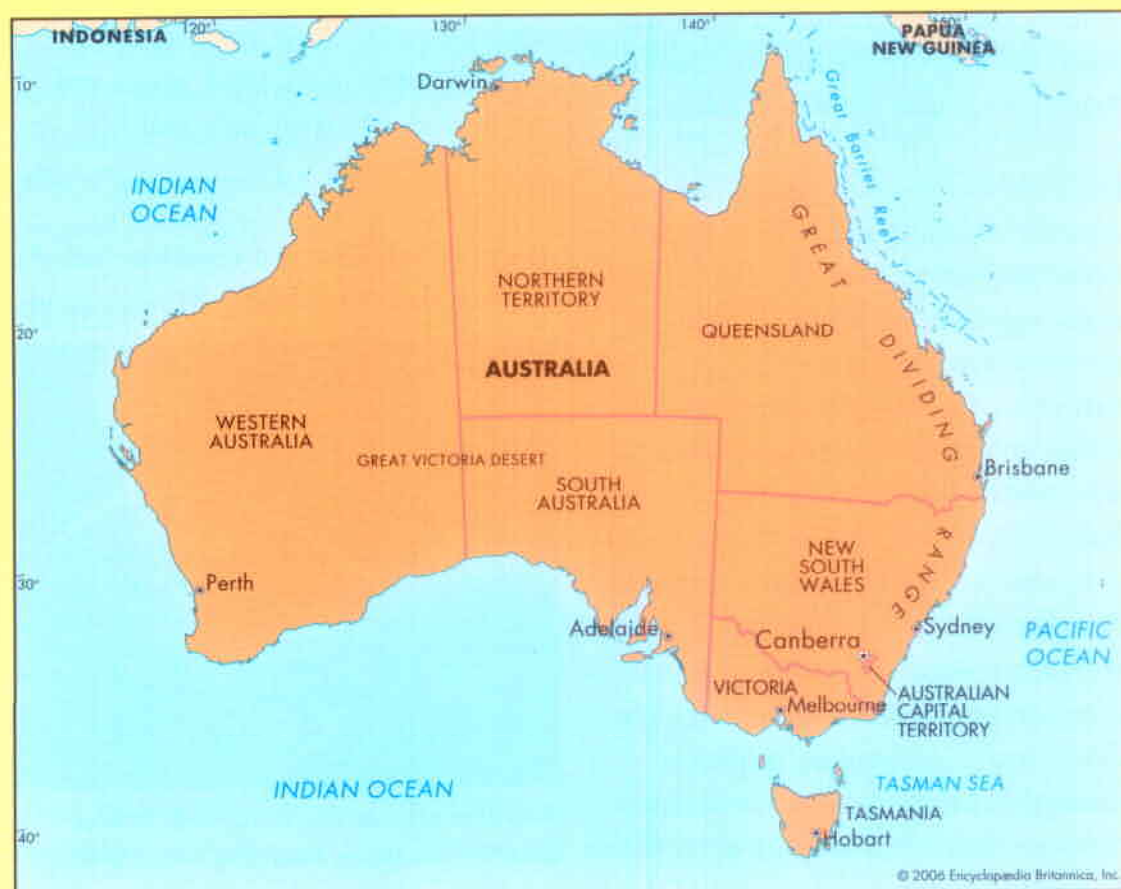 120°
130°
140°
150°
INDONESIA
PAPUA
NEW GUINEA
10°
Darwin
Great Barrier Reef
INDIAN
OCEAN
GREAT DIVIDING RANGE
NORTHERN
TERRITORY
QUEENSLAND
20°
AUSTRALIA
WESTERN
AUSTRALIA
GREAT VICTORIA DESERT
SOUTH
AUSTRALIA
Brisbane
NEW
SOUTH
WALES
30°
Perth
Adelaide
Canberra
Sydney
PACIFIC
OCEAN
VICTORIA
Melbourne
AUSTRALIAN
CAPITAL
TERRITORY
INDIAN OCEAN
TASMAN SEA
TASMANIA
Hobart
40°
© 2006 Encyclopædia Britannica, Inc.